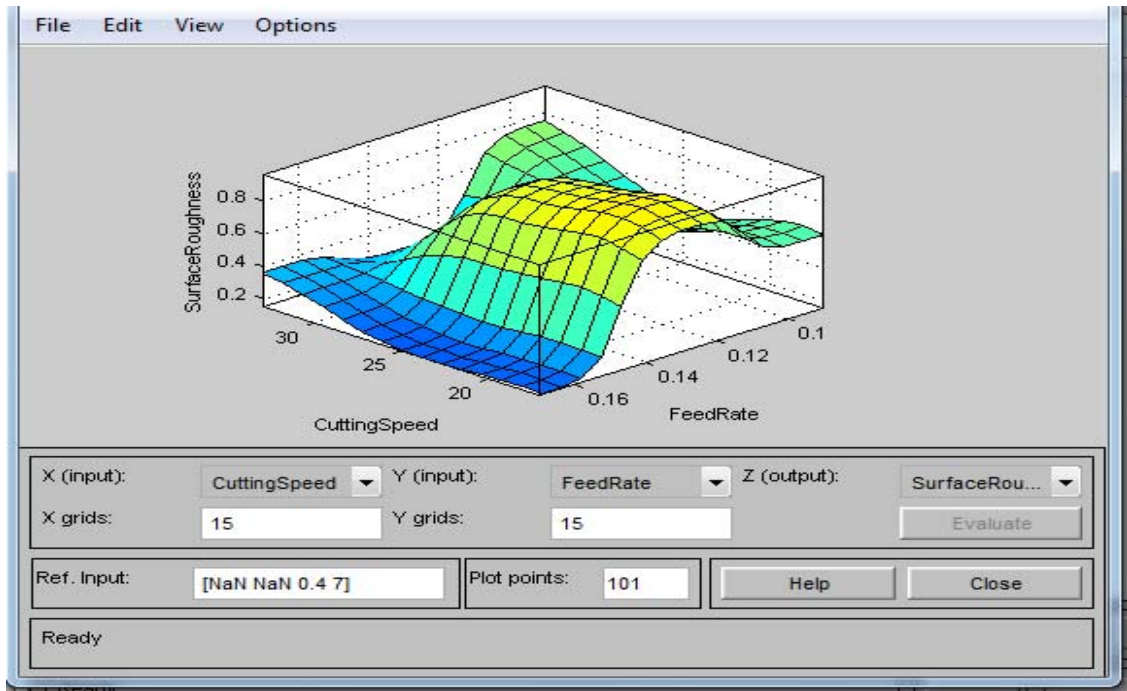 File Edit View Options
SurfaceRoughness
0.8
0.6
0.4
0.2
30
25
20
CuttingSpeed
0.16
0.14
0.12
0.1
FeedRate
X (input): CuttingSpeed Y (input): FeedRate Z (output): SurfaceRou...
X grids: 15 Y grids: 15 Evaluate
Ref. Input: [NaN NaN 0.4 7] Plot points: 101 Help Close
Ready